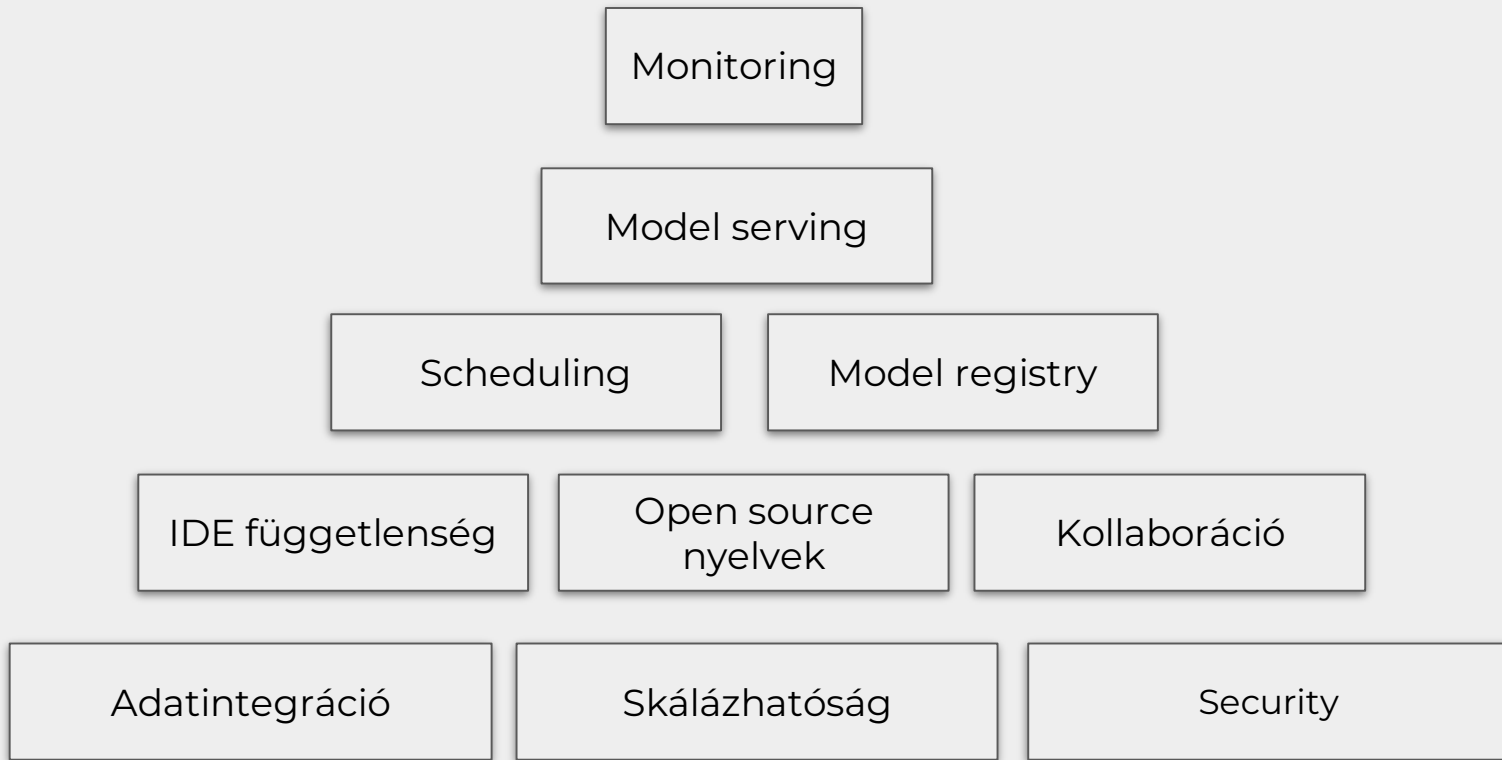 Monitoring
Model serving
Scheduling
Model registry
IDE függetlenség
Open source
nyelvek
Kollaboráció
Adatintegráció
Skálázhatóság
Security